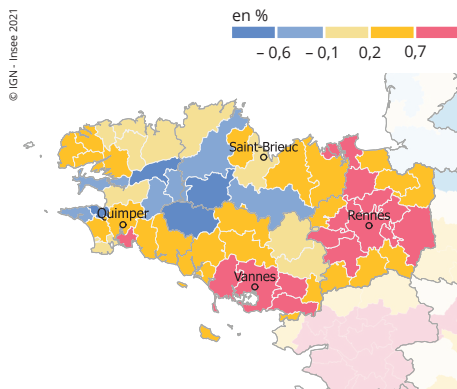 © IGN - Insee 2021
en %
– 0,6 – 0,1 0,2 0,7
Saint-Brieuc
Quimper
Rennes
Vannes